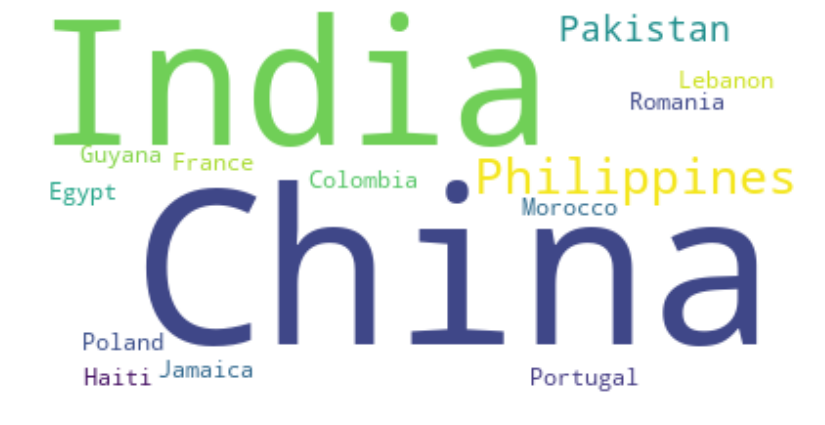 India
Pakistan
Lebanon
Romania
Guyana
France
Colombia
Philippines
Egypt
Morocco
China
Poland
Haiti
Jamaica
Portugal